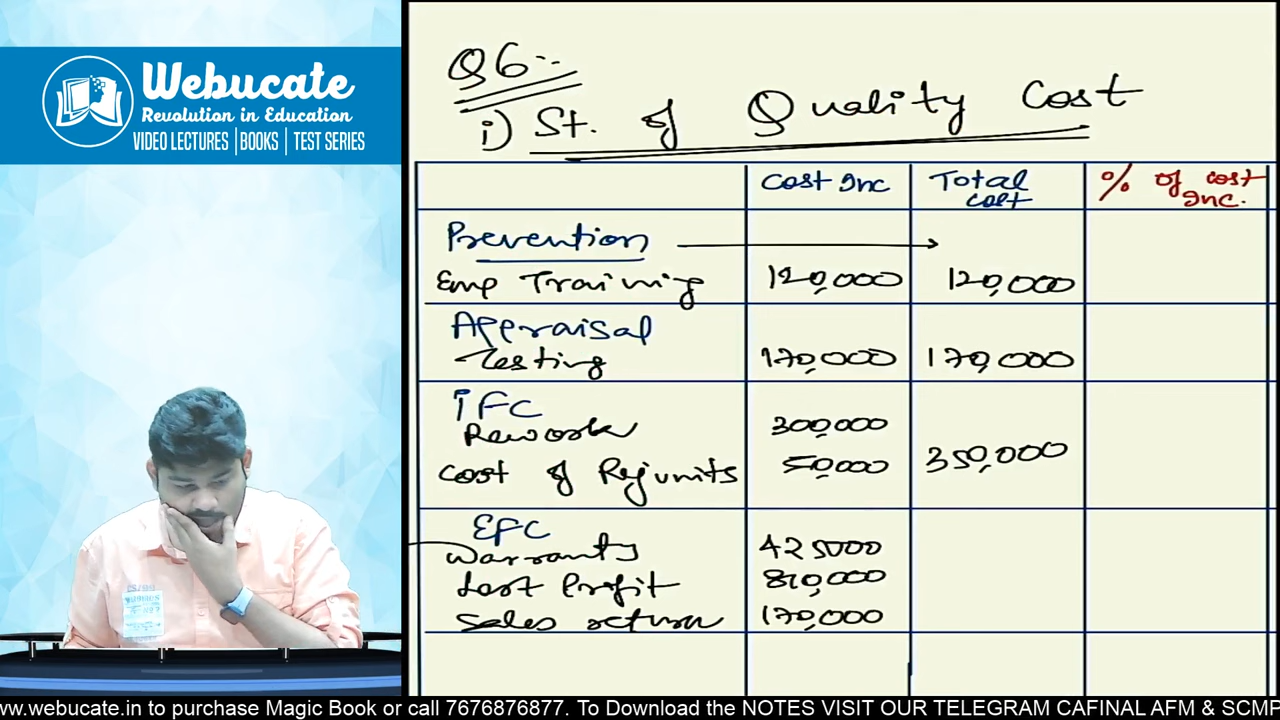 Webucate
Revolution in Education
VIDEO LECTURES | BOOKS | TEST SERIES
Q6:-
i) St. of Quality Cost
Cost Inc Total Cost % of cost Inc.
Prevention
Emp Training 120,000 120,000
Appraisal
Testing 170,000 170,000
IFC
Rework 300,000
Cost of Rej units 50,000 350,000
EFC
Warranty 425000
Lost Profit 810,000
Sales return 170,000
ww.webucate.in to purchase Magic Book or call 7676876877. To Download the NOTES VISIT OUR TELEGRAM CAFINAL AFM & SCMP